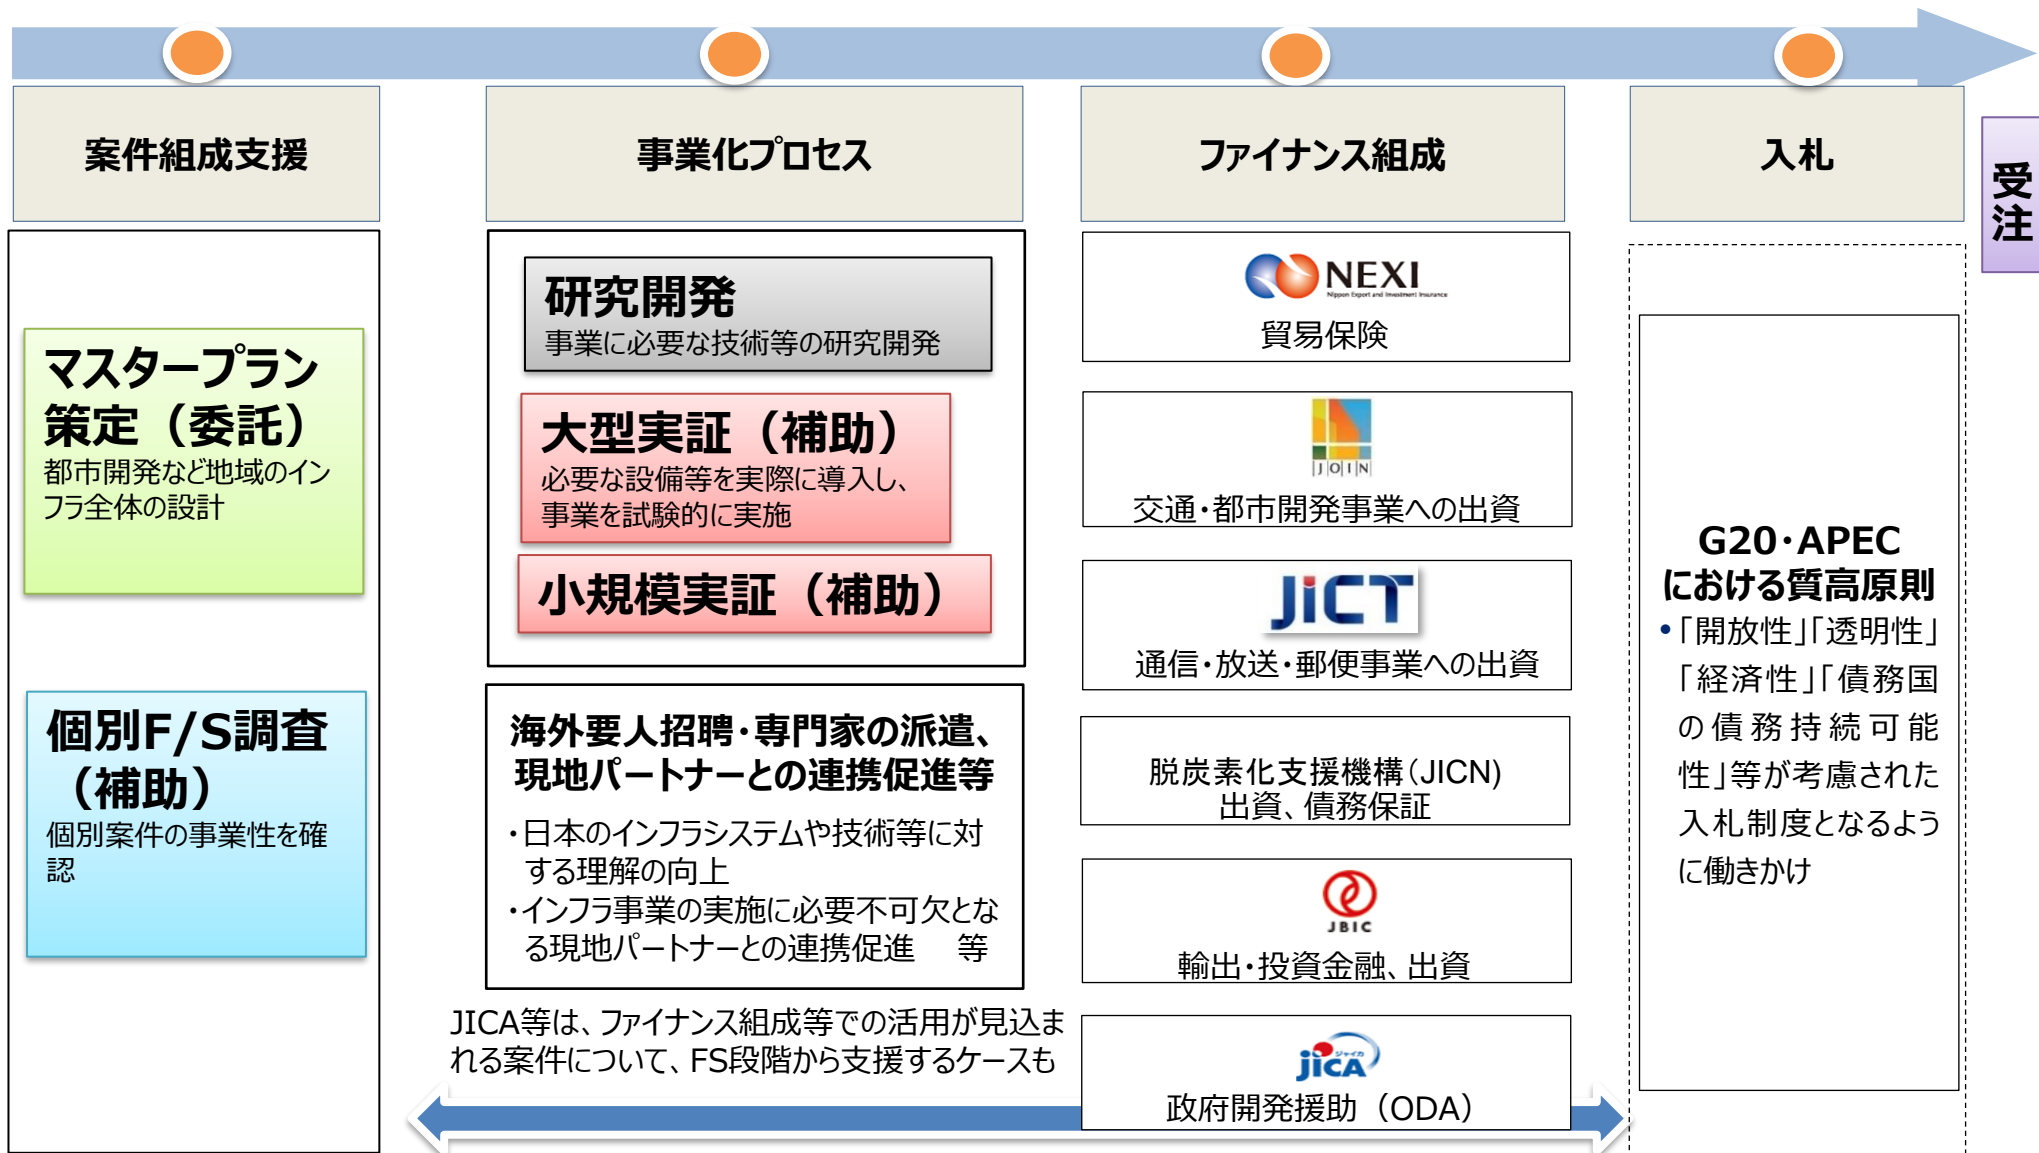 案件組成支援
事業化プロセス
ファイナンス組成
入札
受
注
マスタープラン
策定（委託）
都市開発など地域のイン
フラ全体の設計
個別F/S調査
（補助）
個別案件の事業性を確
認
研究開発
事業に必要な技術等の研究開発
大型実証（補助）
必要な設備等を実際に導入し、
事業を試験的に実施
小規模実証（補助）
海外要人招聘・専門家の派遣、
現地パートナーとの連携促進等
・日本のインフラシステムや技術等に対
する理解の向上
・インフラ事業の実施に必要不可欠とな
る現地パートナーとの連携促進　等
JICA等は、ファイナンス組成等での活用が見込ま
れる案件について、FS段階から支援するケースも
NEXI
Nippon Export and Investment Insurance
貿易保険
JOIN
交通・都市開発事業への出資
JICT
通信・放送・郵便事業への出資
脱炭素化支援機構（JICN)
出資、債務保証
JBIC
輸出・投資金融、出資
ジャイカ
jICA
政府開発援助（ODA）
G20・APEC
における質高原則
•「開放性」「透明性」
「経済性」「債務国
の債務持続可能
性」等が考慮された
入札制度となるよう
に働きかけ